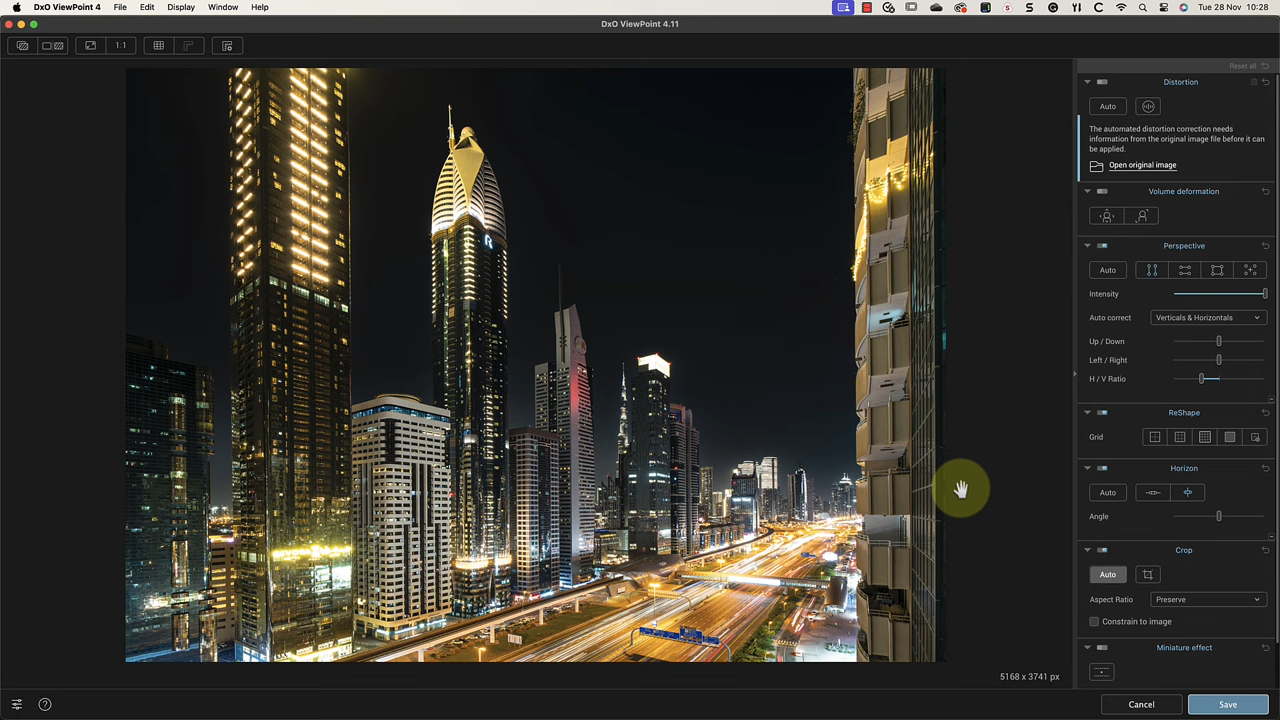 DxO ViewPoint 4 File Edit Display Window Help Tue 28 Nov 10:28
DxO ViewPoint 4.11
1:1
Reset all
Distortion
Auto
The automated distortion correction needs
information from the original image file before it can
be applied.
Open original image
Volume deformation
Perspective
Auto
Intensity
Auto correct Verticals & Horizontals
Up / Down
Left / Right
H / V Ratio
ReShape
Grid
Horizon
Auto
Angle
Crop
Auto
Aspect Ratio Preserve
Constrain to image
Miniature effect
R
5168 x 3741 px
Cancel Save